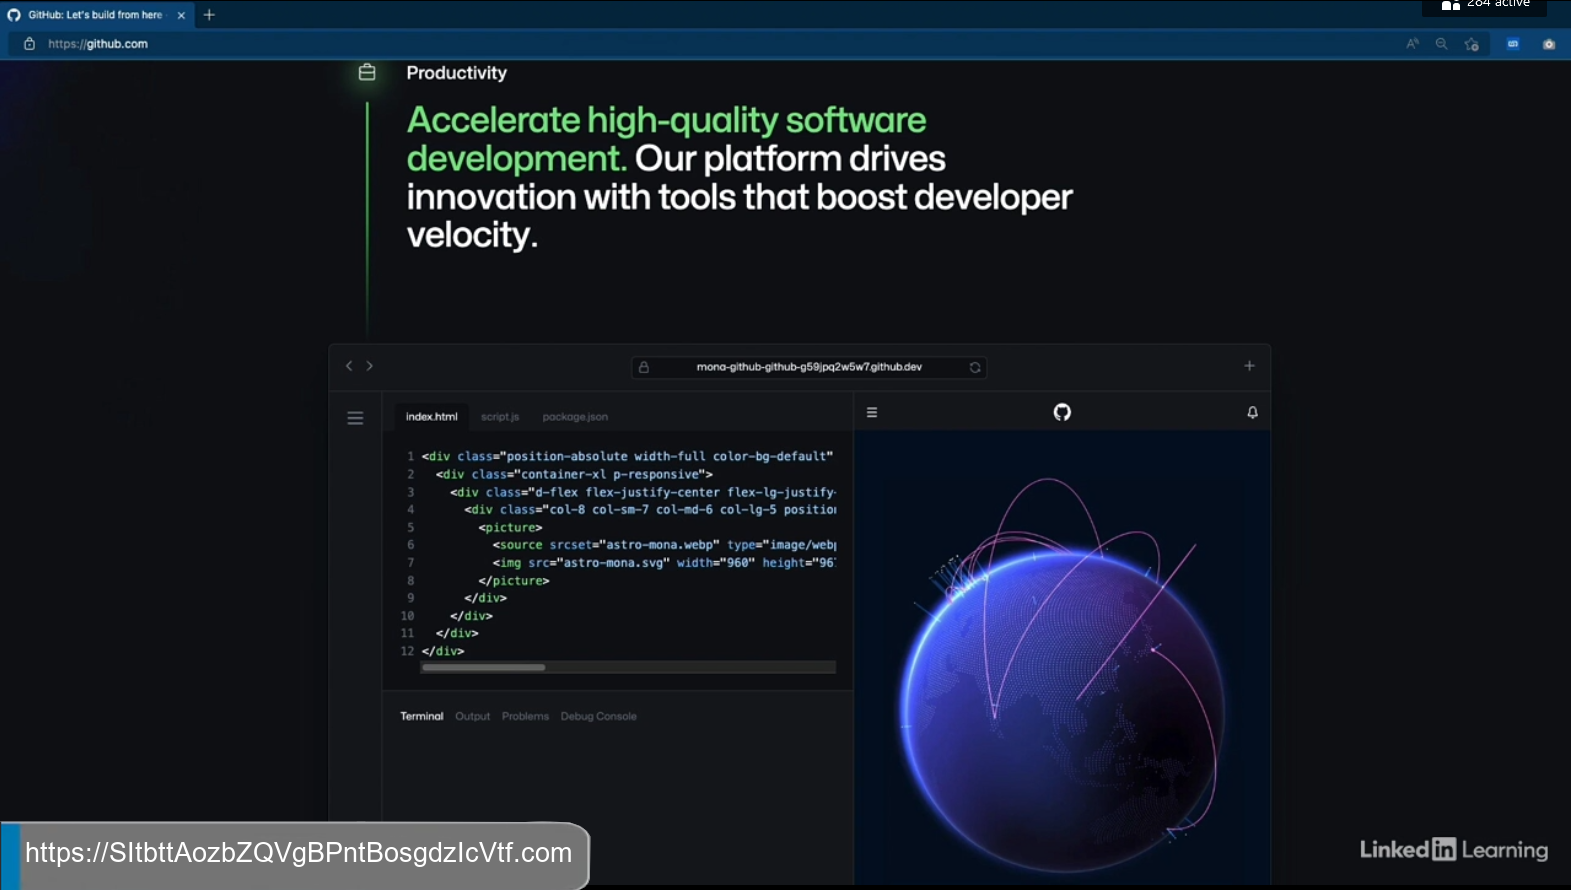 284 active
GitHub: Let's build from here
https://github.com
Productivity
Accelerate high-quality software
development. Our platform drives
innovation with tools that boost developer
velocity.
mona-github-github-g59jpq2w5w7.github.dev
index.html script.js package.json
1 <div class="position-absolute width-full color-bg-default"
2 <div class="container-xl p-responsive">
3 <div class="d-flex flex-justify-center flex-lg-justify-
4 <div class="col-8 col-sm-7 col-md-6 col-lg-5 position
5 <picture>
6 <source srcset="astro-mona.webp" type="image/webp
7 <img src="astro-mona.svg" width="960" height="967
8 </picture>
9 </div>
10 </div>
11 </div>
12 </div>
Terminal Output Problems Debug Console
https://SItbttAozbZQVgBPntBosgdzIcVtf.com
LinkedIn Learning